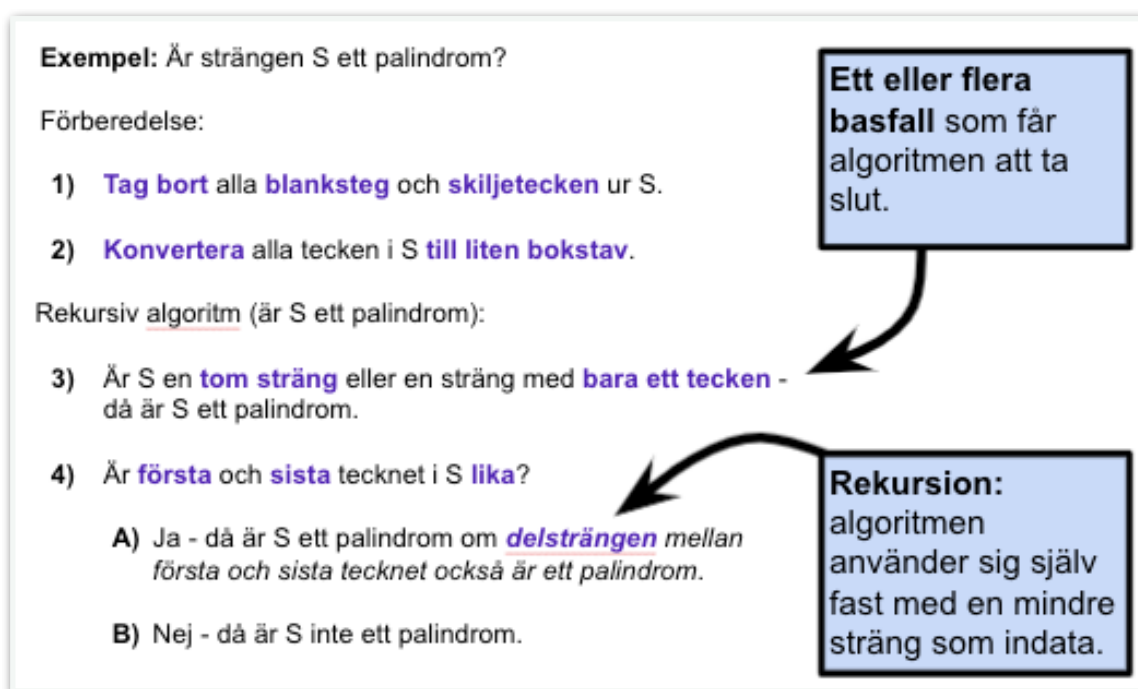 Exempel: Är strängen S ett palindrom?
Förberedelse:
1) Tag bort alla blanksteg och skiljetecken ur S.
2) Konvertera alla tecken i S till liten bokstav.
Rekursiv algoritm (är S ett palindrom):
3) Är S en tom sträng eller en sträng med bara ett tecken -
då är S ett palindrom.
4) Är första och sista tecknet i S lika?
A) Ja - då är S ett palindrom om delsträngen mellan
första och sista tecknet också är ett palindrom.
B) Nej - då är S inte ett palindrom.
Ett eller flera
basfall som får
algoritmen att ta
slut.
Rekursion:
algoritmen
använder sig själv
fast med en mindre
sträng som indata.